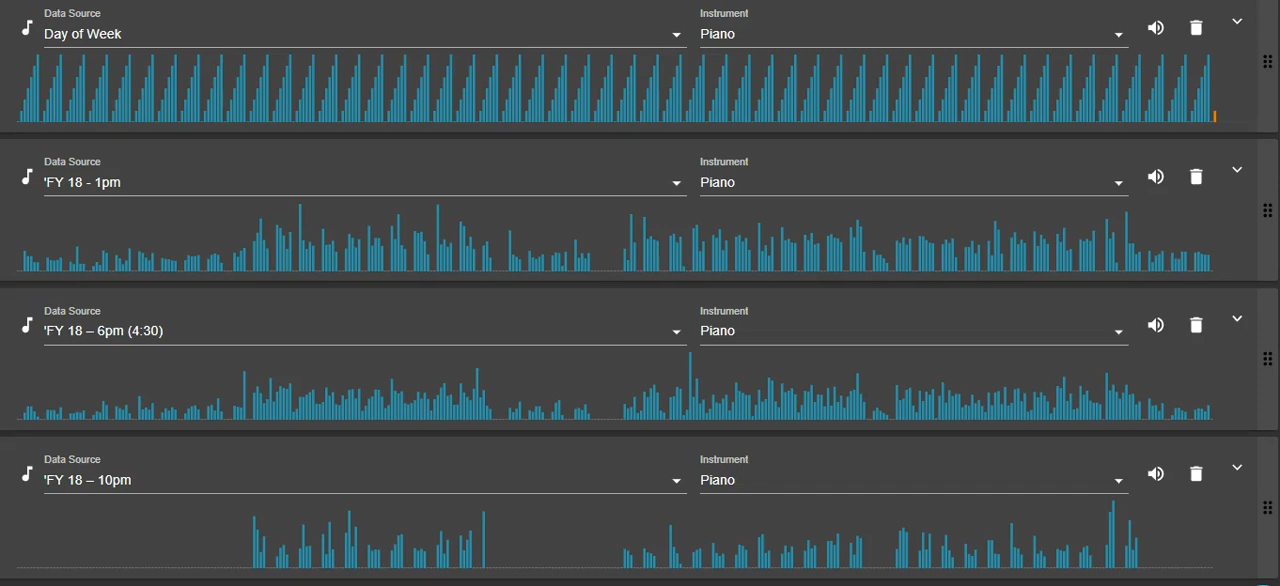 Data Source
Instrument
Day of Week
Piano
Data Source
Instrument
'FY 18 - 1pm
Piano
Data Source
Instrument
'FY 18 – 6pm (4:30)
Piano
Data Source
Instrument
'FY 18 – 10pm
Piano